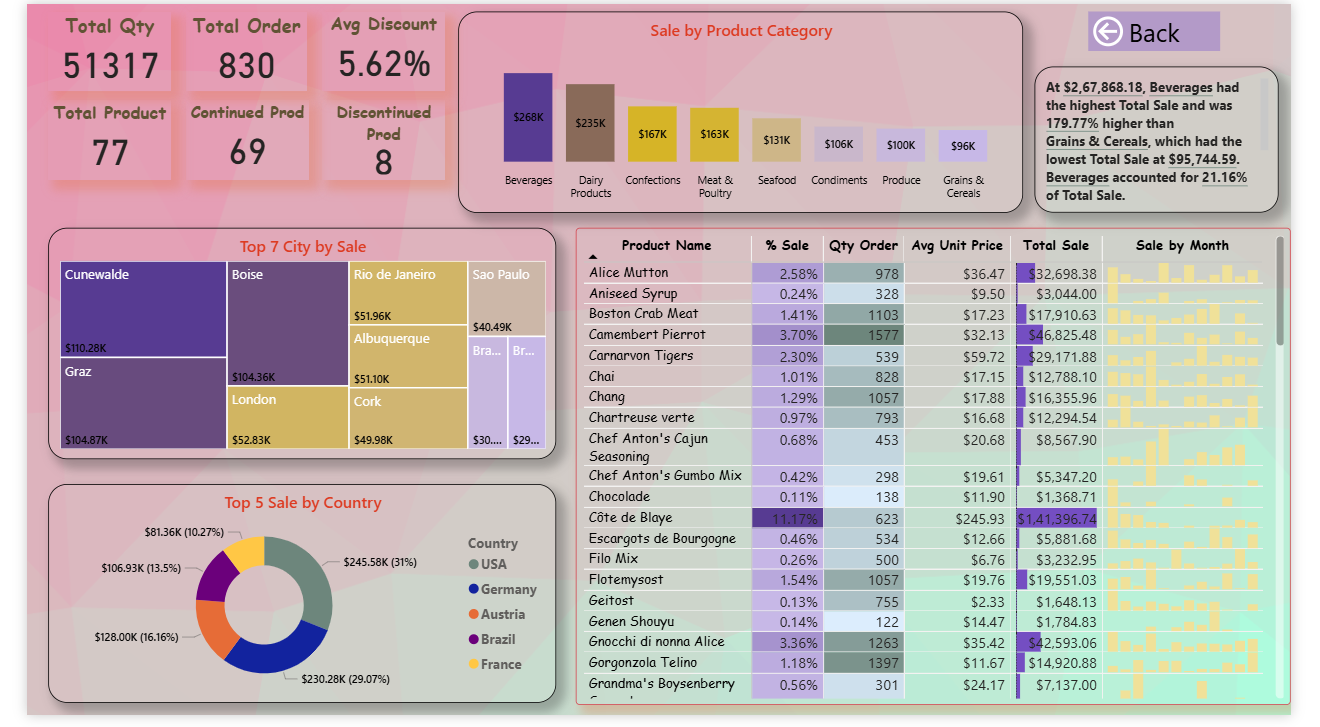 Total Qty
51317
Total Order
830
Avg Discount
5.62%
Total Product
77
Continued Prod
69
Discontinued
Prod
8
Sale by Product Category
$268K
$235K
$167K
$163K
$131K
$106K
$100K
$96K
Beverages
Dairy
Products
Confections
Meat &
Poultry
Seafood
Condiments
Produce
Grains &
Cereals
Back
At $2,67,868.18, Beverages had
the highest Total Sale and was
179.77% higher than
Grains & Cereals, which had the
lowest Total Sale at $95,744.59.
Beverages accounted for 21.16%
of Total Sale.
Top 7 City by Sale
Cunewalde
$110.28K
Graz
$104.87K
Boise
$104.36K
London
$52.83K
Rio de Janeiro
$51.96K
Albuquerque
$51.10K
Cork
$49.98K
Sao Paulo
$40.49K
Bra...
$30....
Br...
$29...
Top 5 Sale by Country
$81.36K (10.27%)
$106.93K (13.5%)
$128.00K (16.16%)
$245.58K (31%)
$230.28K (29.07%)
Country
USA
Germany
Austria
Brazil
France
Product Name % Sale Qty Order Avg Unit Price Total Sale Sale by Month
Alice Mutton 2.58% 978 $36.47 $32,698.38
Aniseed Syrup 0.24% 328 $9.50 $3,044.00
Boston Crab Meat 1.41% 1103 $17.23 $17,910.63
Camembert Pierrot 3.70% 1577 $32.13 $46,825.48
Carnarvon Tigers 2.30% 539 $59.72 $29,171.88
Chai 1.01% 828 $17.15 $12,788.10
Chang 1.29% 1057 $17.88 $16,355.96
Chartreuse verte 0.97% 793 $16.68 $12,294.54
Chef Anton's Cajun 0.68% 453 $20.68 $8,567.90
Seasoning
Chef Anton's Gumbo Mix 0.42% 298 $19.61 $5,347.20
Chocolade 0.11% 138 $11.90 $1,368.71
Côte de Blaye 11.17% 623 $245.93 $1,41,396.74
Escargots de Bourgogne 0.46% 534 $12.66 $5,881.68
Filo Mix 0.26% 500 $6.76 $3,232.95
Flotemysost 1.54% 1057 $19.76 $19,551.03
Geitost 0.13% 755 $2.33 $1,648.13
Genen Shouyu 0.14% 122 $14.47 $1,784.83
Gnocchi di nonna Alice 3.36% 1263 $35.42 $42,593.06
Gorgonzola Telino 1.18% 1397 $11.67 $14,920.88
Grandma's Boysenberry 0.56% 301 $24.17 $7,137.00